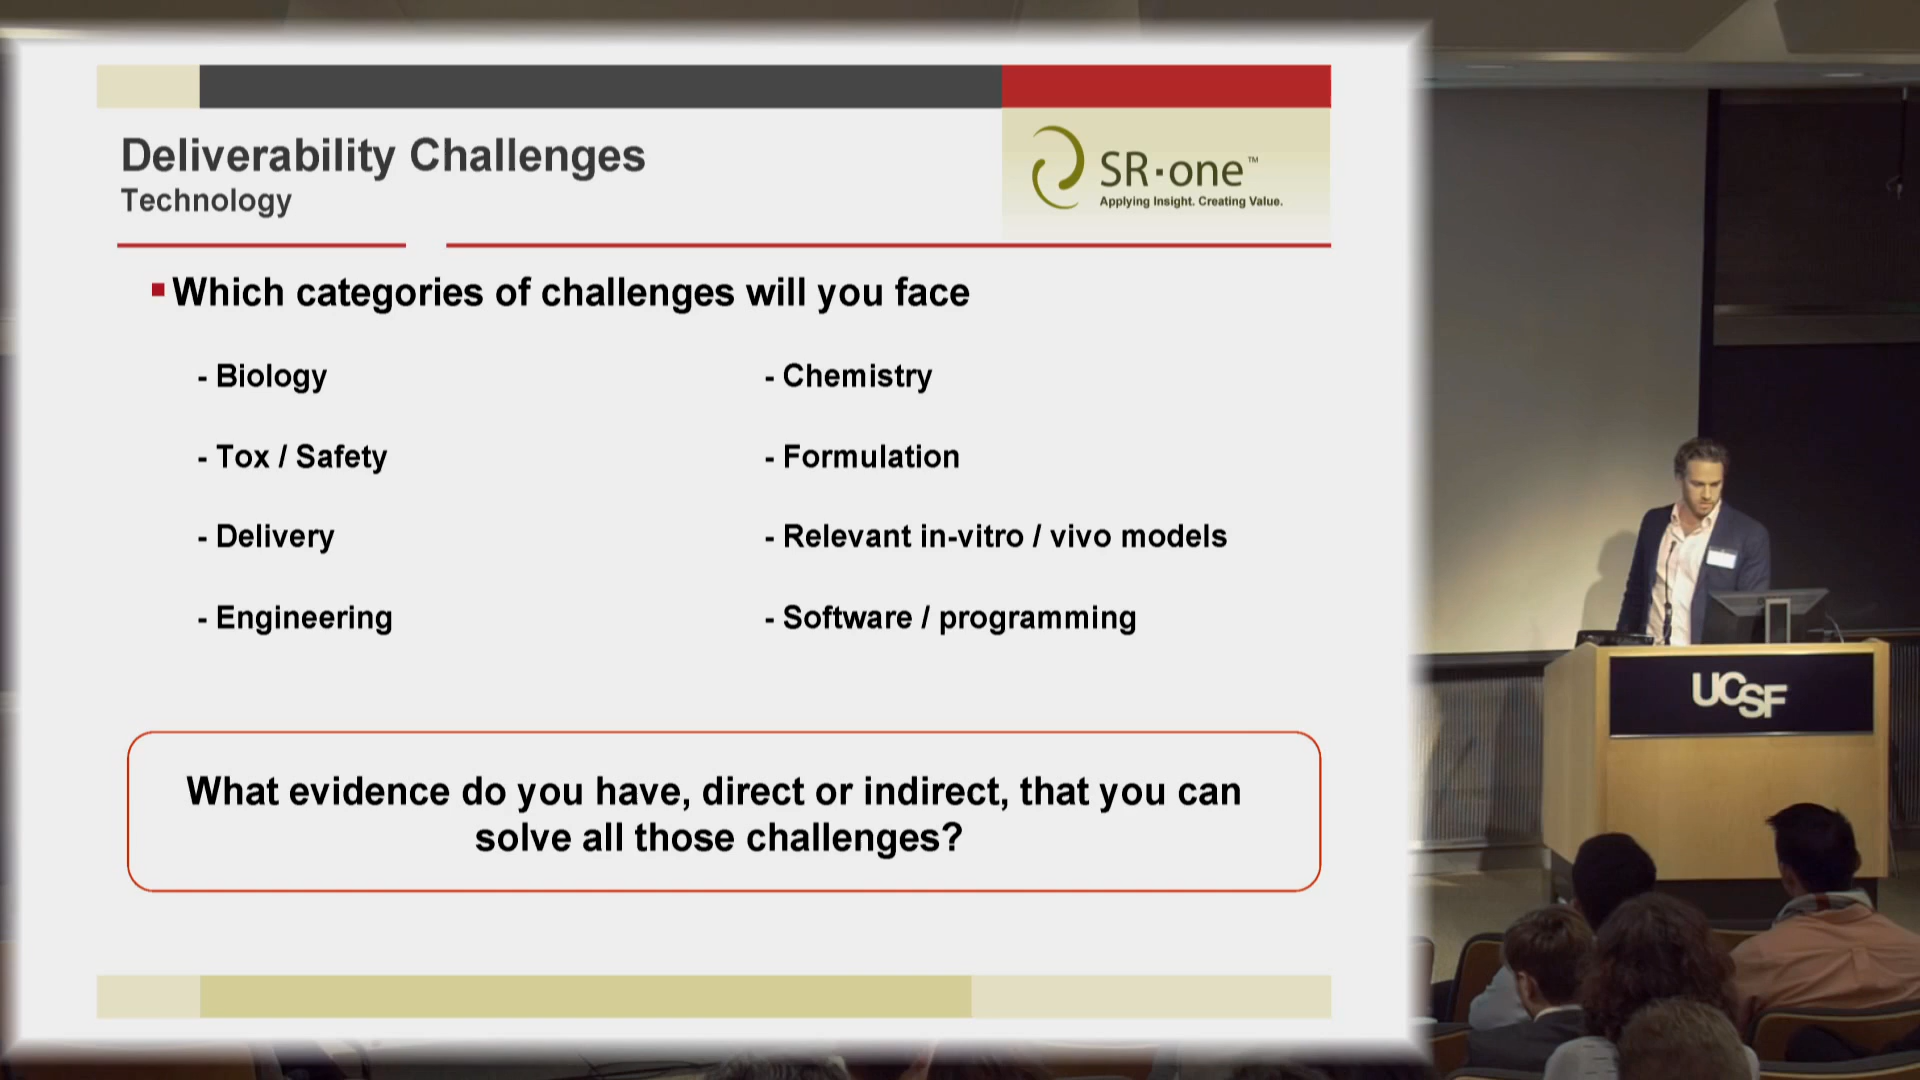 Deliverability Challenges
Technology
SR·one™
Applying Insight. Creating Value.
▪Which categories of challenges will you face
- Biology
- Chemistry
- Tox / Safety
- Formulation
- Delivery
- Relevant in-vitro / vivo models
- Engineering
- Software / programming
What evidence do you have, direct or indirect, that you can
solve all those challenges?
UCSF